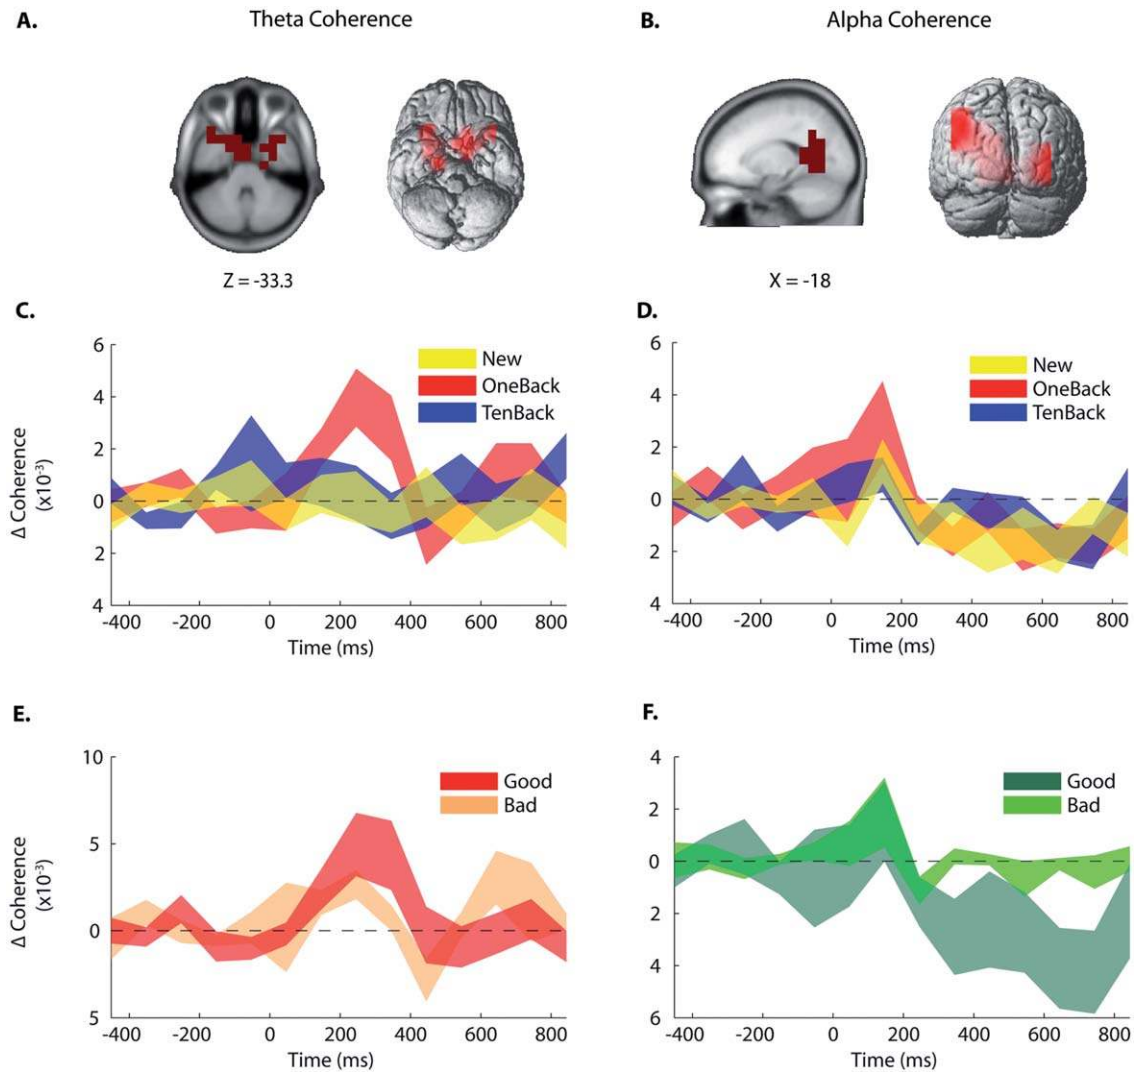 A. Theta Coherence
B. Alpha Coherence
Z = -33.3
X = -18
C.
6
4
2
0
2
4
Δ Coherence
(x10⁻³)
New
OneBack
TenBack
-400 -200 0 200 400 600 800
Time (ms)
D.
6
4
2
0
2
4
New
OneBack
TenBack
-400 -200 0 200 400 600 800
Time (ms)
E.
10
5
0
5
Δ Coherence
(x10⁻³)
Good
Bad
-400 -200 0 200 400 600 800
Time (ms)
F.
4
2
0
2
4
6
Good
Bad
-400 -200 0 200 400 600 800
Time (ms)